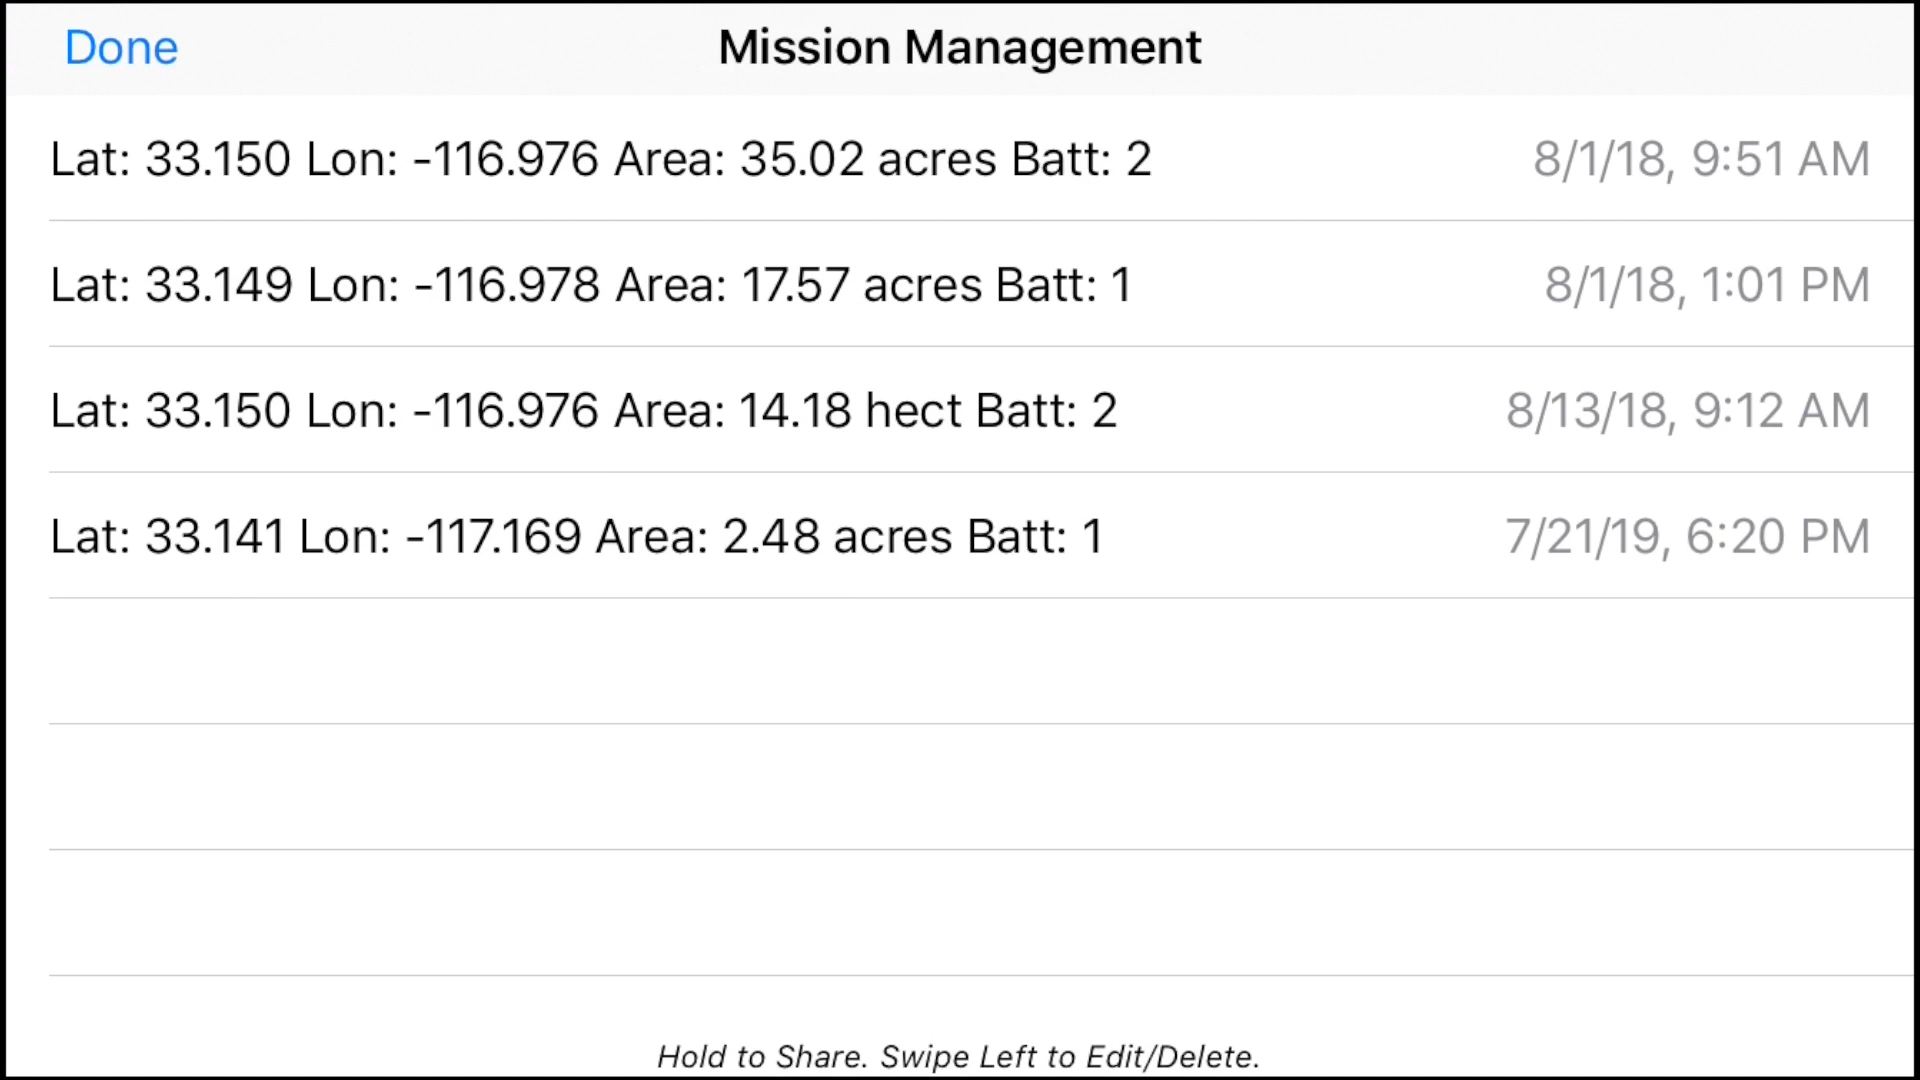 Done Mission Management
Lat: 33.150 Lon: -116.976 Area: 35.02 acres Batt: 2 8/1/18, 9:51 AM
Lat: 33.149 Lon: -116.978 Area: 17.57 acres Batt: 1 8/1/18, 1:01 PM
Lat: 33.150 Lon: -116.976 Area: 14.18 hect Batt: 2 8/13/18, 9:12 AM
Lat: 33.141 Lon: -117.169 Area: 2.48 acres Batt: 1 7/21/19, 6:20 PM
Hold to Share. Swipe Left to Edit/Delete.